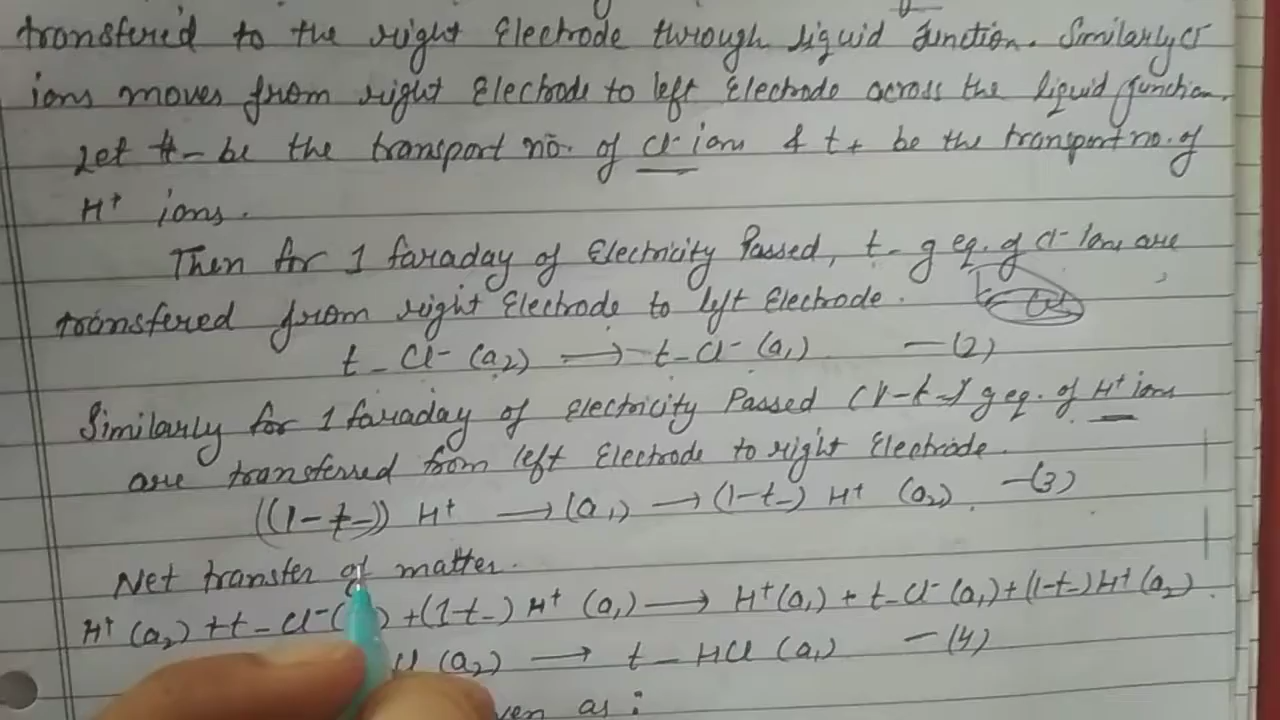 transfered to the right Electrode through liquid Junction. Similarly Cl-
ions moves from right Electrode to left Electrode across the liquid function.
Let t- be the transport no. of Cl- ions & t+ be the transport no. of
H+ ions.
Then for 1 faraday of Electricity Passed, t- g eq. of Cl- Ions are
transfered from right Electrode to left Electrode.
t- Cl- (a2) → t- Cl- (a1) —(2)
Similarly for 1 faraday of Electricity Passed (1-t-) g eq. of H+ ions
are transferred from left Electrode to right Electrode.
((1-t-)) H+ → (a1) → (1-t-) H+ (a2) —(3)
Net transfer of matter.
H+ (a2) + t- Cl- ( ) + (1-t-) H+ (a1) → H+(a1) + t- Cl- (a1) + (1-t-) H+ (a2).
(a2) → t- HCl (a1) —(4)
as :